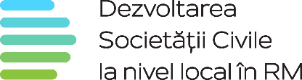 Dezvoltarea
Societății Civile
la nivel local în RM